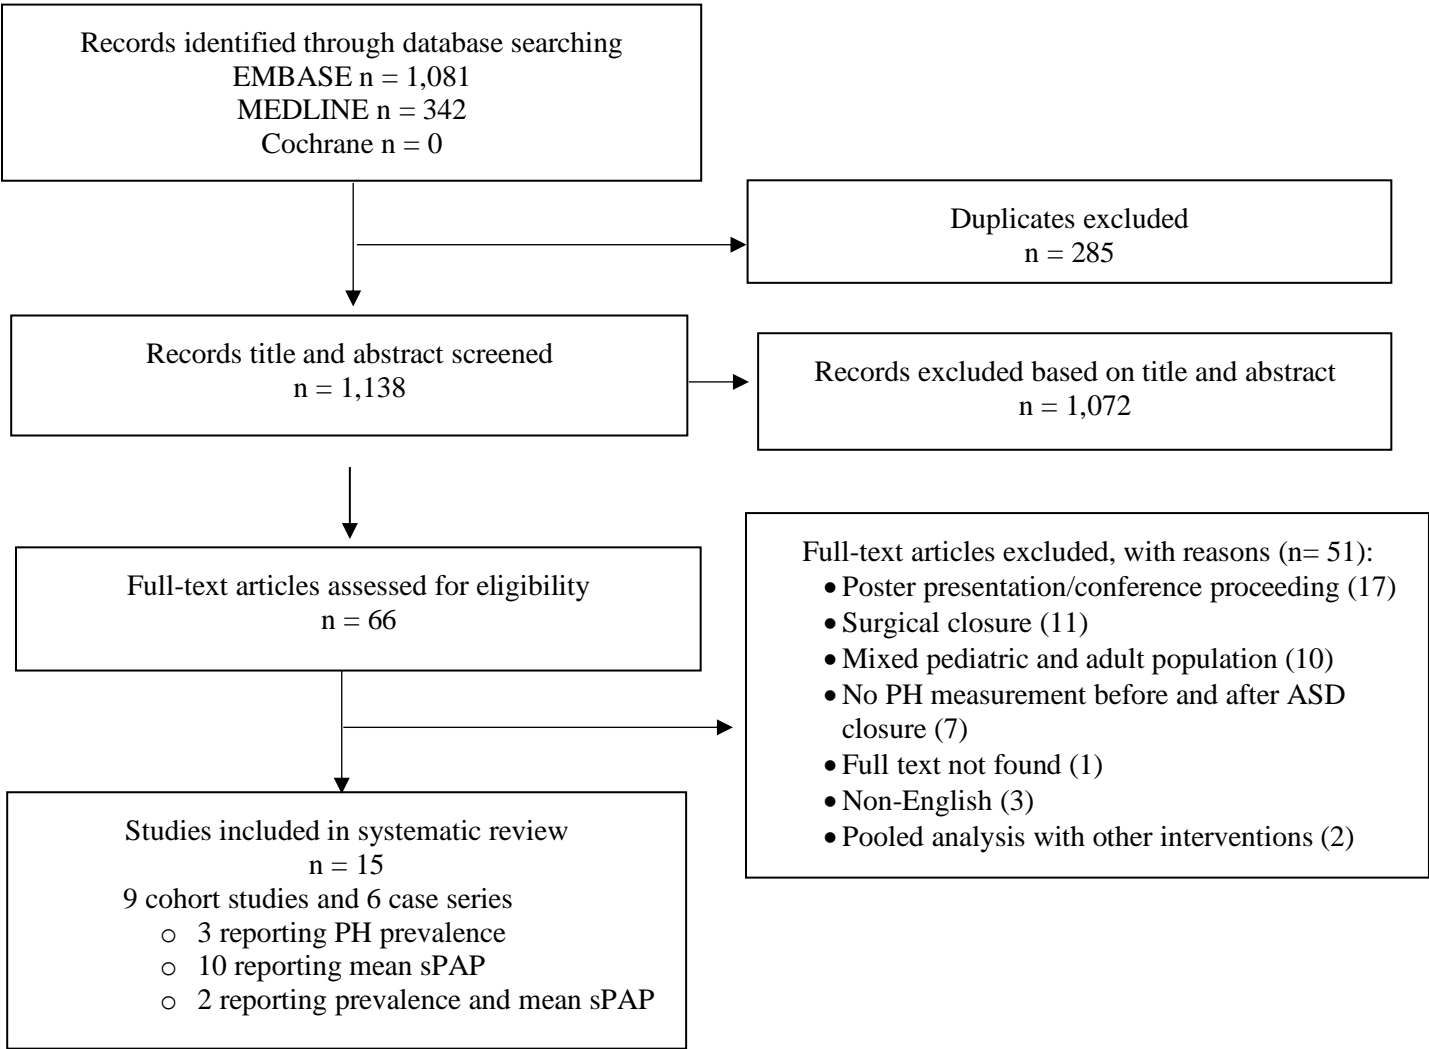 Records identified through database searching
EMBASE n = 1,081
MEDLINE n = 342
Cochrane n = 0
Duplicates excluded
n = 285
Records title and abstract screened
n = 1,138
Records excluded based on title and abstract
n = 1,072
Full-text articles assessed for eligibility
n = 66
Full-text articles excluded, with reasons (n= 51):
• Poster presentation/conference proceeding (17)
• Surgical closure (11)
• Mixed pediatric and adult population (10)
• No PH measurement before and after ASD
closure (7)
• Full text not found (1)
• Non-English (3)
• Pooled analysis with other interventions (2)
Studies included in systematic review
n = 15
9 cohort studies and 6 case series
o 3 reporting PH prevalence
o 10 reporting mean sPAP
o 2 reporting prevalence and mean sPAP